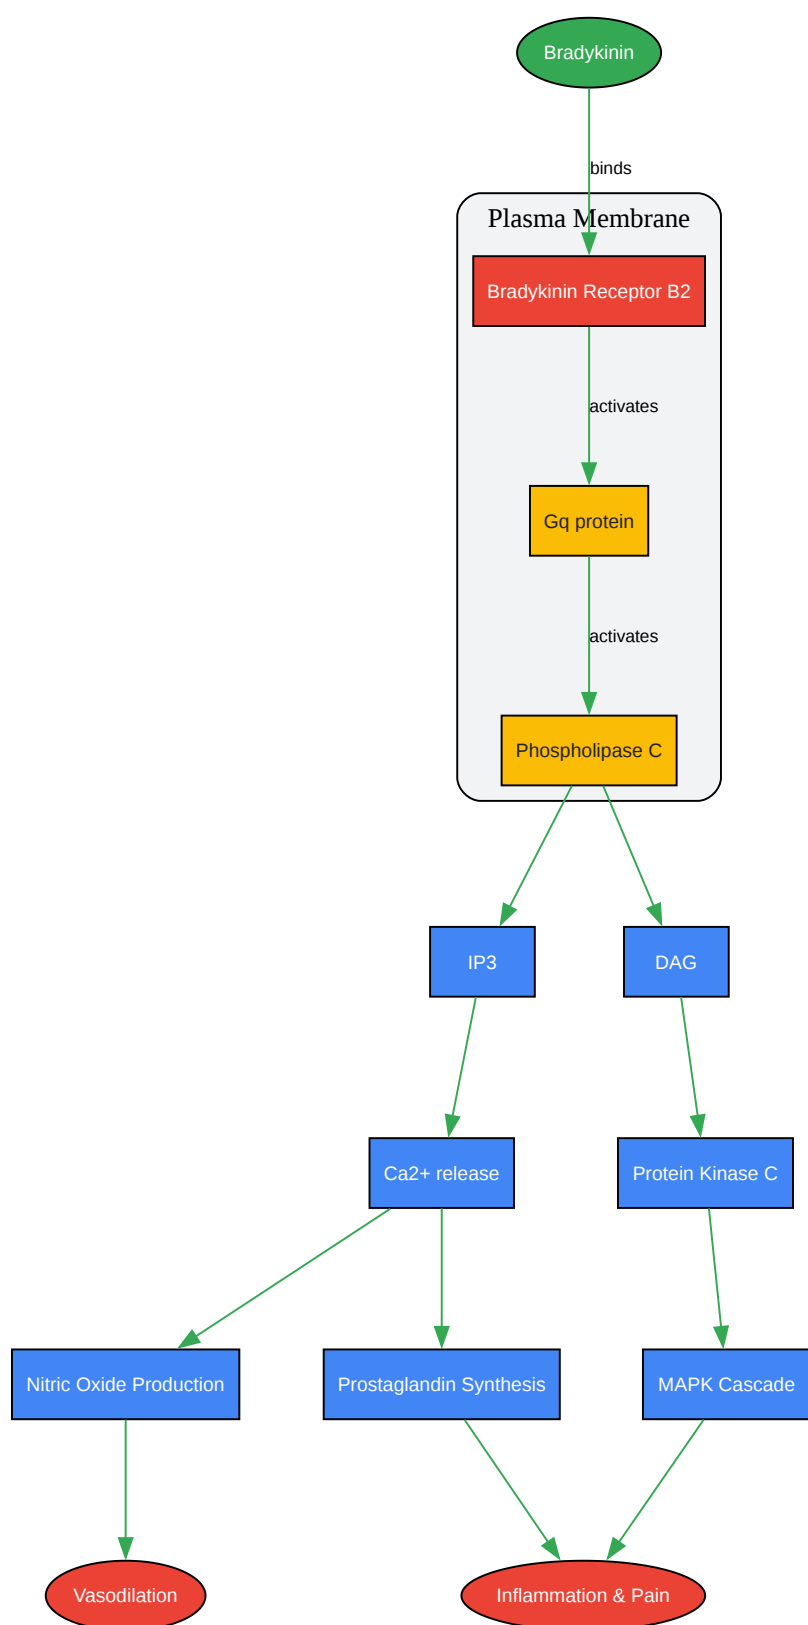 Bradykinin
binds
Plasma Membrane
Bradykinin Receptor B2
activates
Gq protein
activates
Phospholipase C
IP3
DAG
Ca2+ release
Protein Kinase C
Nitric Oxide Production
Prostaglandin Synthesis
MAPK Cascade
Vasodilation
Inflammation & Pain